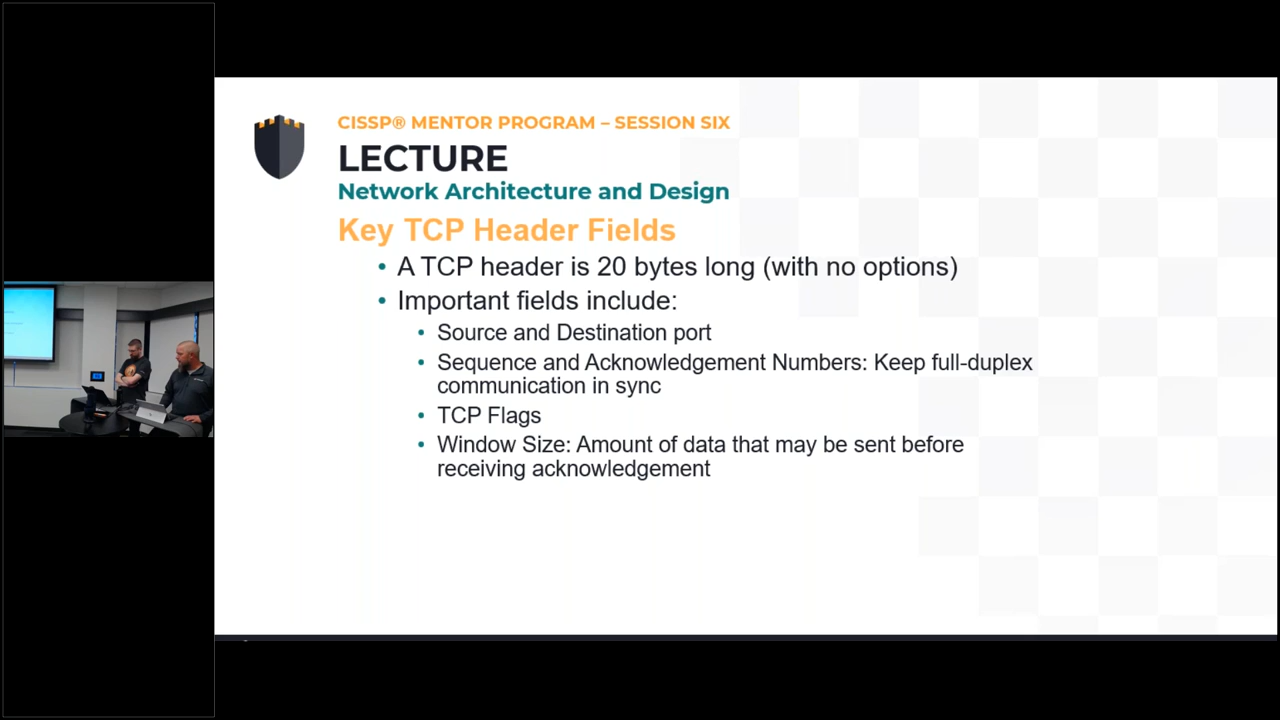 CISSP® MENTOR PROGRAM – SESSION SIX
LECTURE
Network Architecture and Design
Key TCP Header Fields
• A TCP header is 20 bytes long (with no options)
• Important fields include:
• Source and Destination port
• Sequence and Acknowledgement Numbers: Keep full-duplex
communication in sync
• TCP Flags
• Window Size: Amount of data that may be sent before
receiving acknowledgement